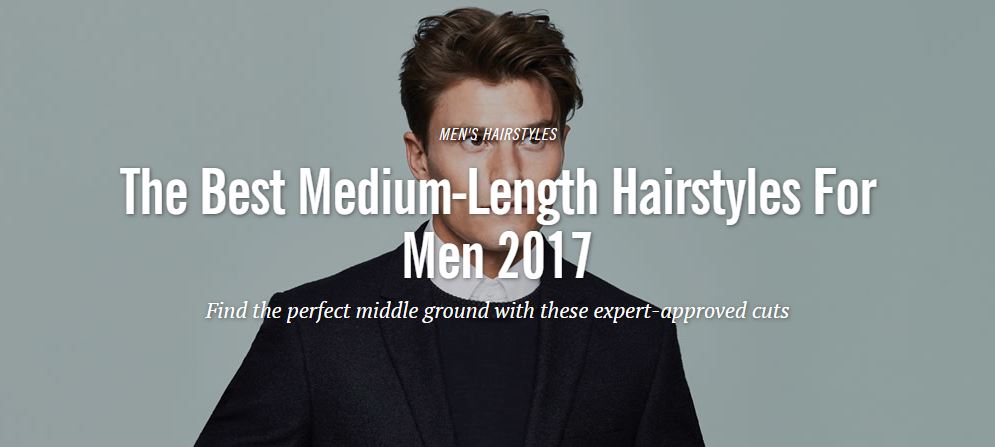 MEN'S HAIRSTYLES
The Best Medium-Length Hairstyles For
Men 2017
Find the perfect middle ground with these expert-approved cuts